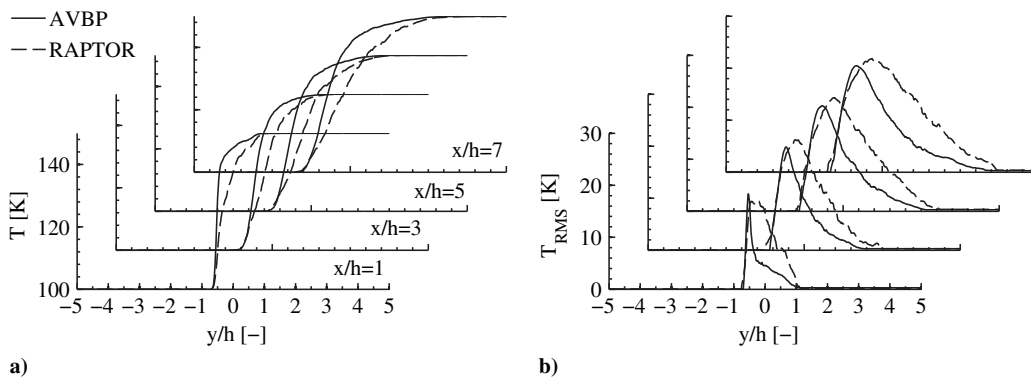 AVBP
RAPTOR
140
120
100
T [K]
x/h=7
x/h=5
x/h=3
x/h=1
−5 −4 −3 −2 −1 0 1 2 3 4 5
y/h [−]
a)
30
20
10
0
T_RMS [K]
−5 −4 −3 −2 −1 0 1 2 3 4 5
y/h [−]
b)